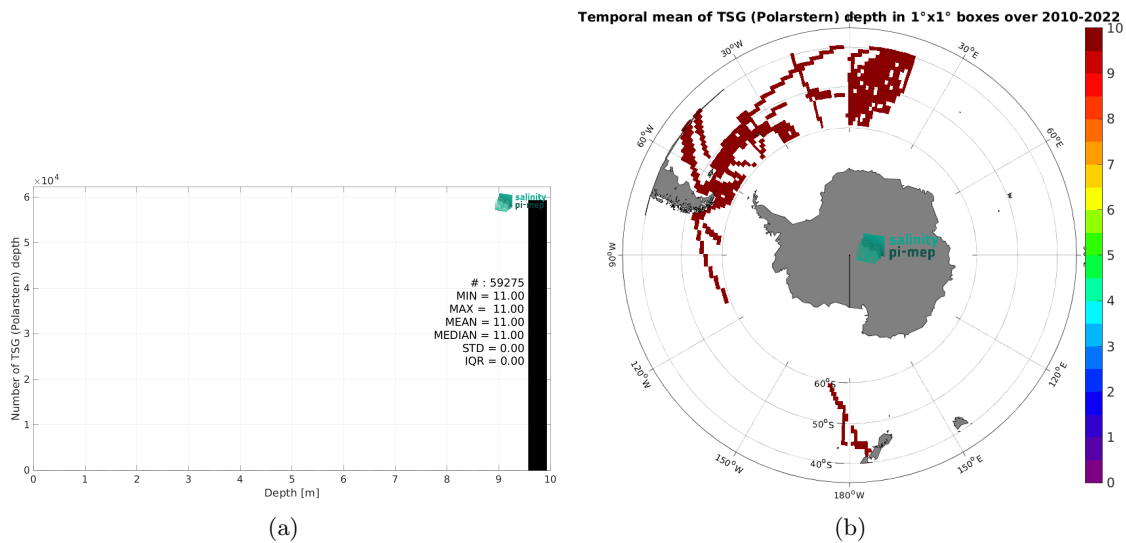 Temporal mean of TSG (Polarstern) depth in 1°x1° boxes over 2010-2022
×10⁴
6
5
4
3
2
1
0
Number of TSG (Polarstern) depth
salinity
pi-mep
# : 59275
MIN = 11.00
MAX = 11.00
MEAN = 11.00
MEDIAN = 11.00
STD = 0.00
IQR = 0.00
0 1 2 3 4 5 6 7 8 9 10
Depth [m]
(a)
30°W
30°E
60°W
60°E
90°W
salinity
pi-mep
120°W
120°E
150°W
150°E
180°W
60°S
50°S
40°S
10
9
8
7
6
5
4
3
2
1
0
(b)